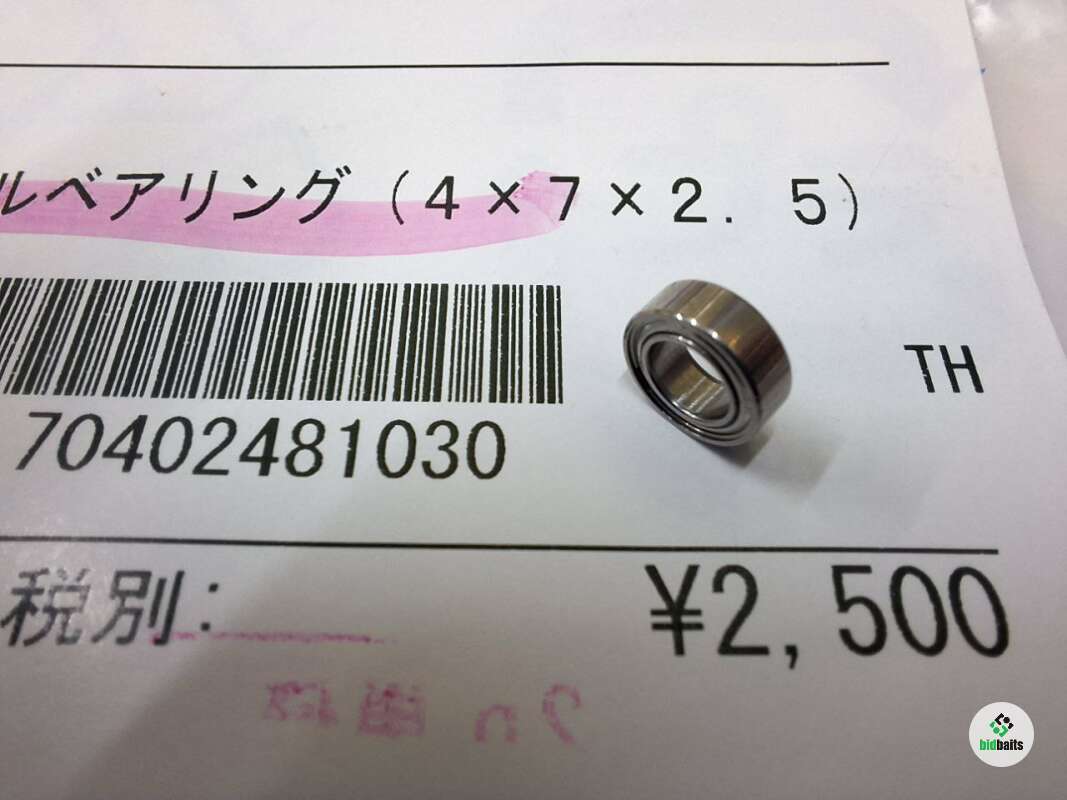 ルベアリング（４×７×２．５）
TH
70402481030
税別:
¥2,500
bidbaits